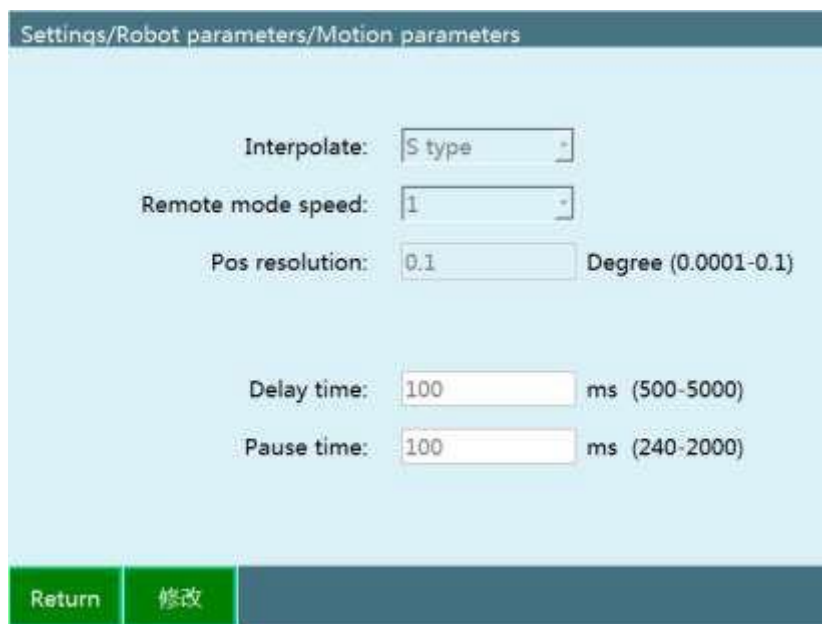 Settings/Robot parameters/Motion parameters
Interpolate: S type
Remote mode speed: 1
Pos resolution: 0.1 Degree (0.0001-0.1)
Delay time: 100 ms (500-5000)
Pause time: 100 ms (240-2000)
Return 修改